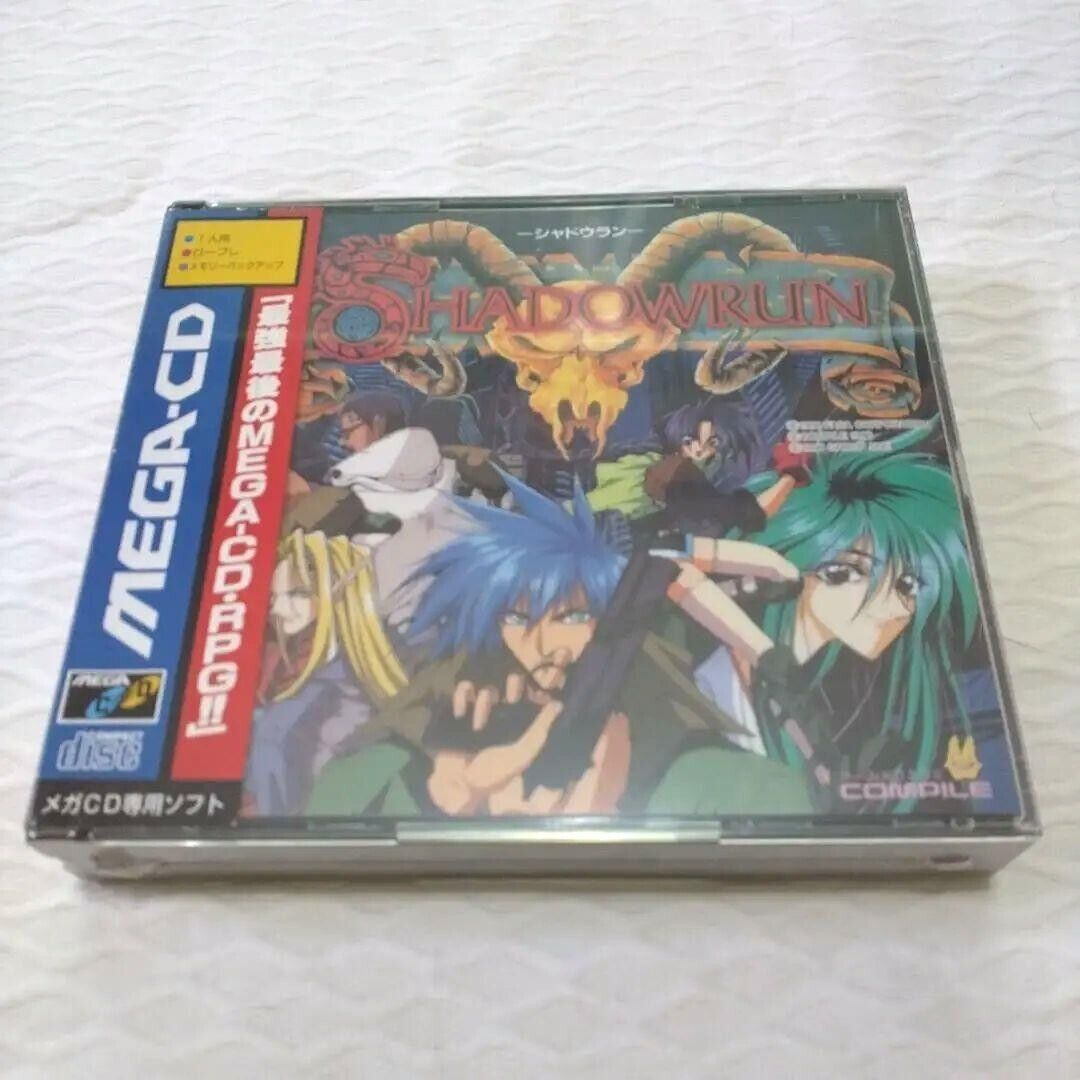 1人用
ロープレ
メモリーバックアップ
MEGA-CD
『最強最後のMEGA-CD・RPG!!』
MEGA
disc
メガCD専用ソフト
ーシャドウランー
SHADOWRUN
COMPILE